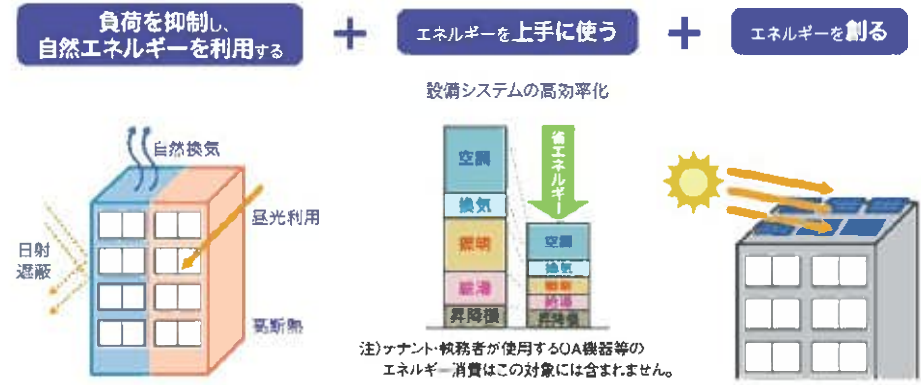 負荷を抑制し、
自然エネルギーを利用する
+
エネルギーを上手に使う
+
エネルギーを創る
設備システムの高効率化
自然換気
昼光利用
日射
遮蔽
高断熱
空調
換気
照明
給湯
昇降機
省エネルギー
空調
換気
照明
給湯
昇降機
注)テナント・執務者が使用するOA機器等の
エネルギー消費はこの対象には含まれません。